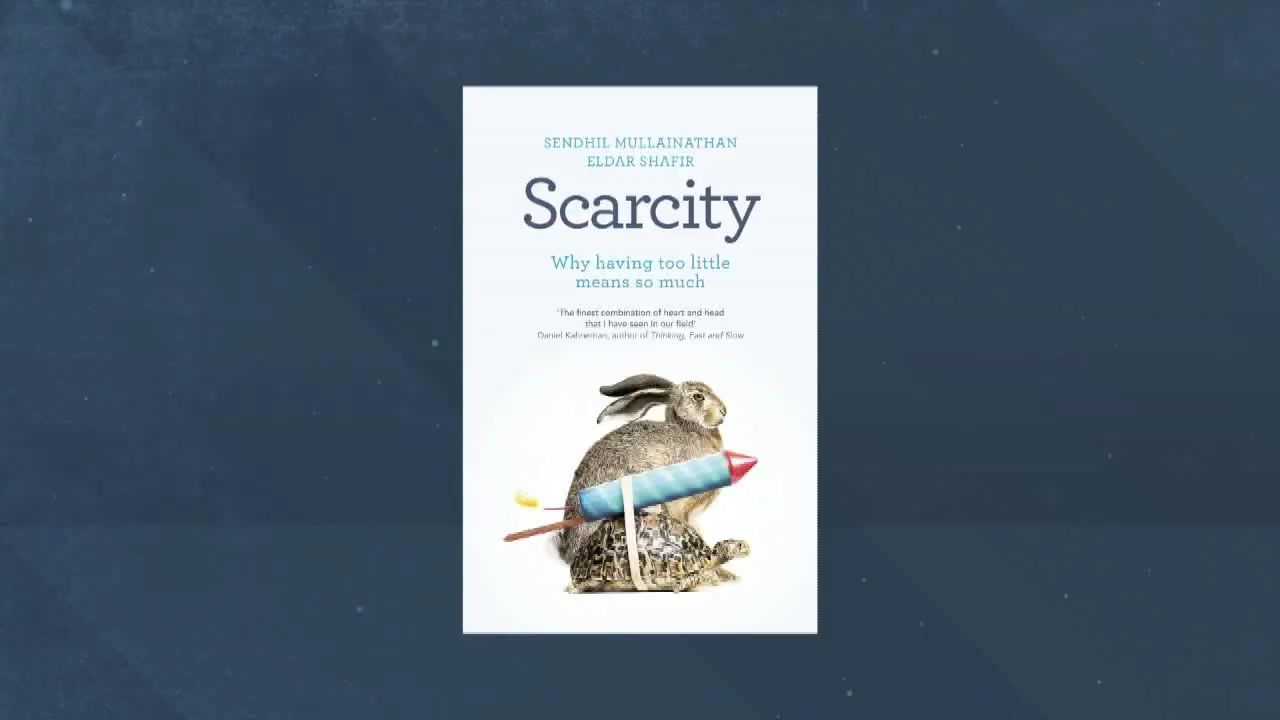 SENDHIL MULLAINATHAN
ELDAR SHAFIR
Scarcity
Why having too little
means so much
'The finest combination of heart and head
that I have seen in our field'
Daniel Kahneman, author of Thinking, Fast and Slow